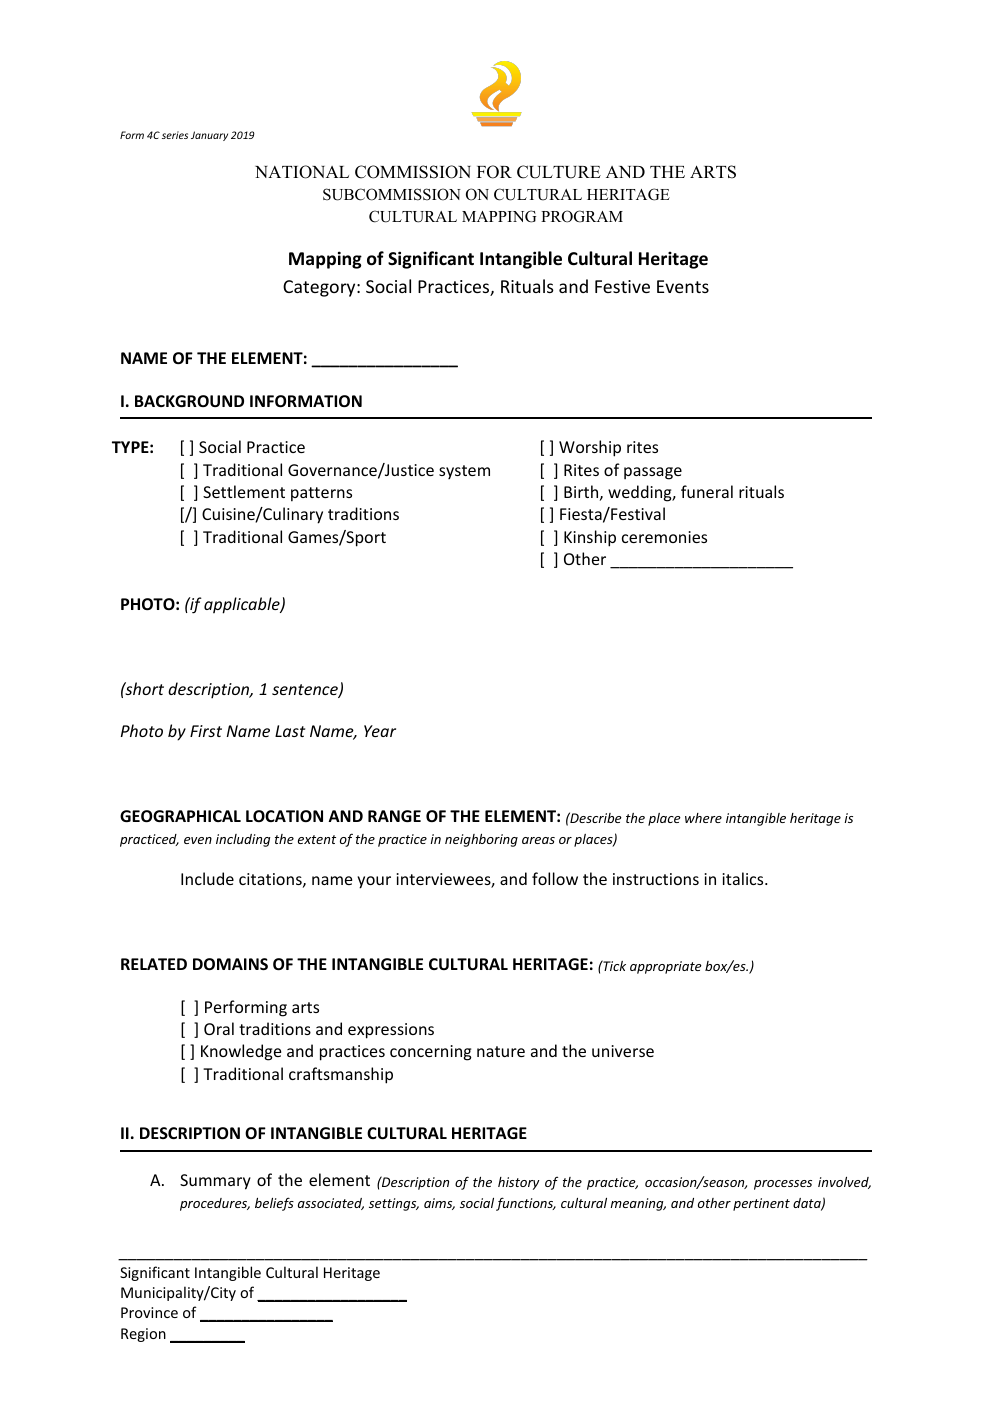 Form 4C series January 2019
NATIONAL COMMISSION FOR CULTURE AND THE ARTS
SUBCOMMISSION ON CULTURAL HERITAGE
CULTURAL MAPPING PROGRAM
Mapping of Significant Intangible Cultural Heritage
Category: Social Practices, Rituals and Festive Events
NAME OF THE ELEMENT: ________________
I. BACKGROUND INFORMATION
TYPE: [ ] Social Practice
[ ] Traditional Governance/Justice system
[ ] Settlement patterns
[/] Cuisine/Culinary traditions
[ ] Traditional Games/Sport
[ ] Worship rites
[ ] Rites of passage
[ ] Birth, wedding, funeral rituals
[ ] Fiesta/Festival
[ ] Kinship ceremonies
[ ] Other ____________________
PHOTO: (if applicable)
(short description, 1 sentence)
Photo by First Name Last Name, Year
GEOGRAPHICAL LOCATION AND RANGE OF THE ELEMENT: (Describe the place where intangible heritage is
practiced, even including the extent of the practice in neighboring areas or places)
Include citations, name your interviewees, and follow the instructions in italics.
RELATED DOMAINS OF THE INTANGIBLE CULTURAL HERITAGE: (Tick appropriate box/es.)
[ ] Performing arts
[ ] Oral traditions and expressions
[ ] Knowledge and practices concerning nature and the universe
[ ] Traditional craftsmanship
II. DESCRIPTION OF INTANGIBLE CULTURAL HERITAGE
A. Summary of the element (Description of the history of the practice, occasion/season, processes involved,
procedures, beliefs associated, settings, aims, social functions, cultural meaning, and other pertinent data)
Significant Intangible Cultural Heritage
Municipality/City of __________________
Province of ________________
Region _________